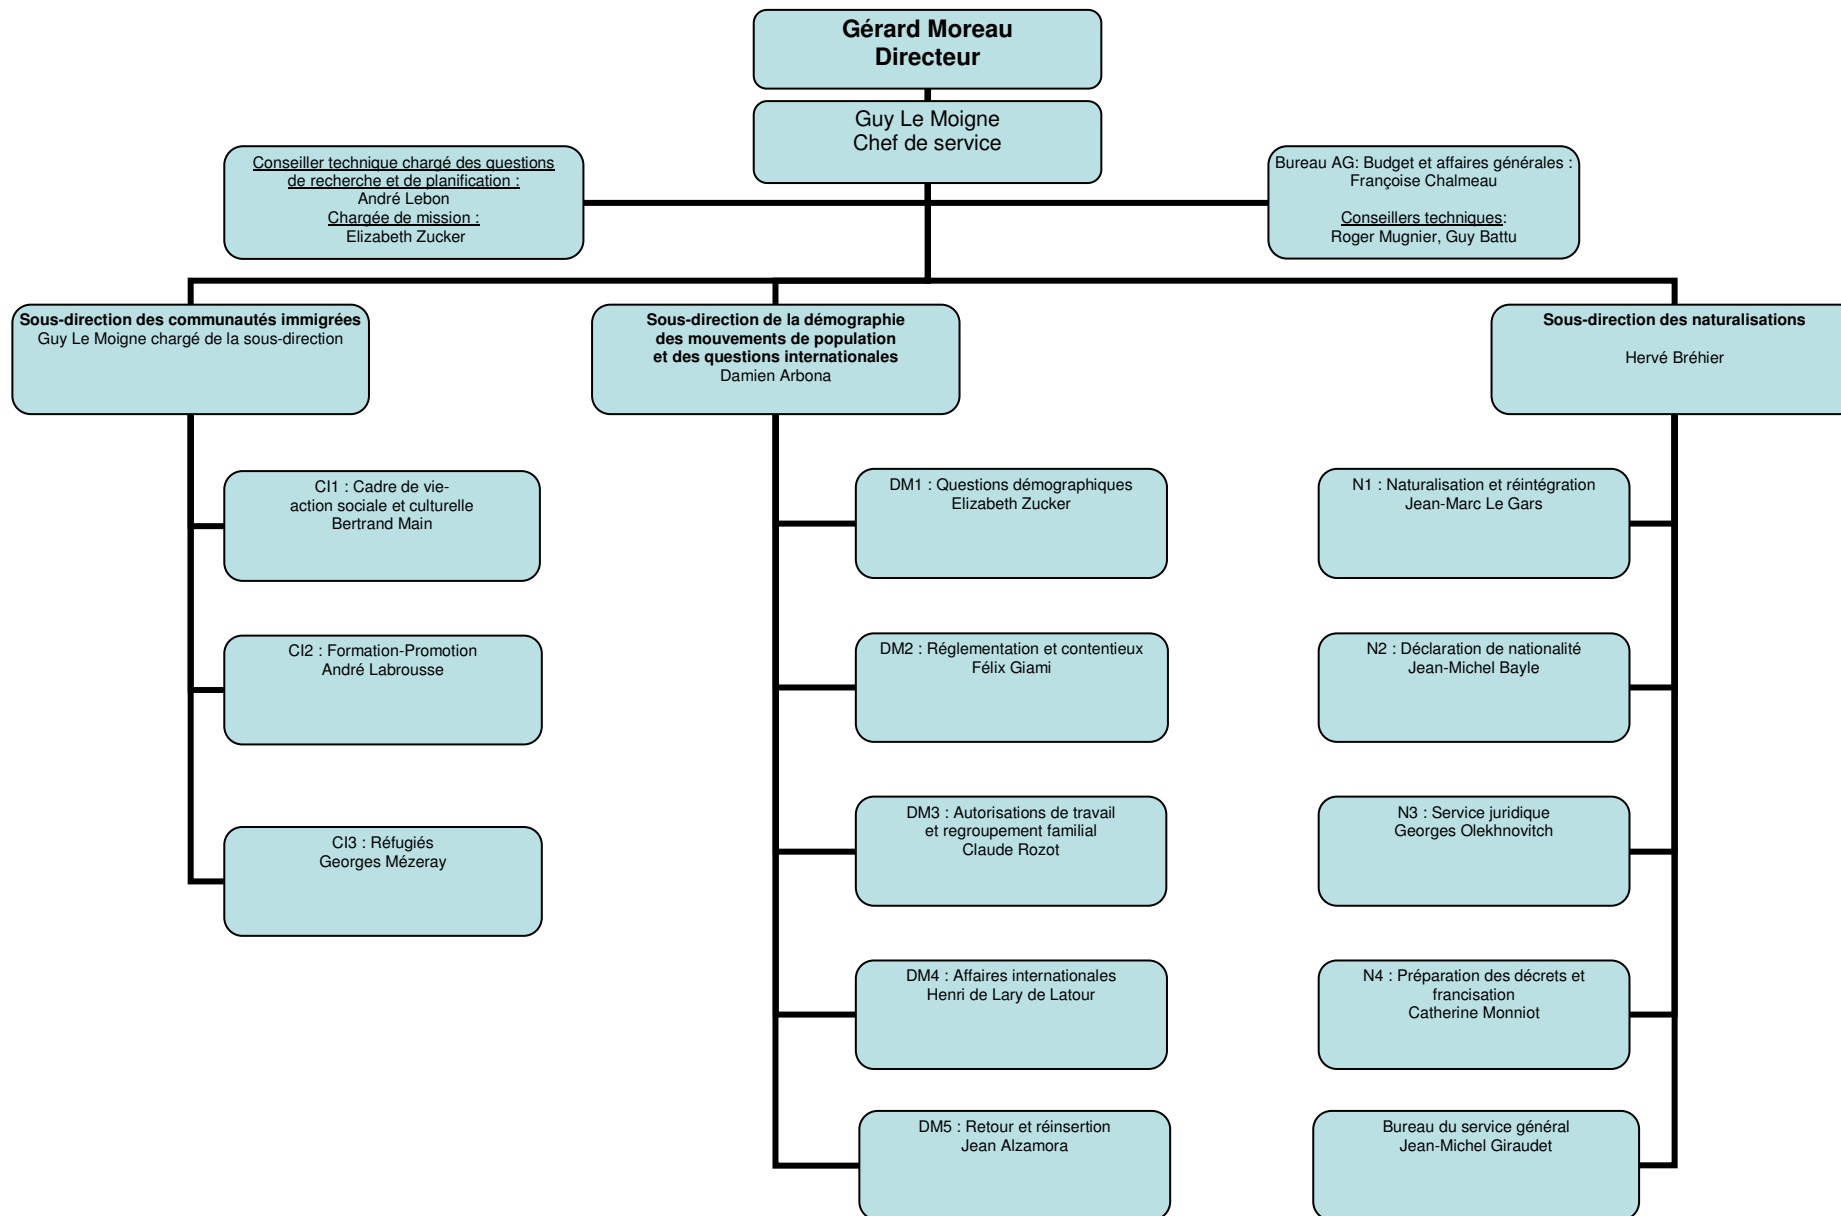 Gérard Moreau
Directeur
Guy Le Moigne
Chef de service
Conseiller technique chargé des questions
de recherche et de planification :
André Lebon
Chargée de mission :
Elizabeth Zucker
Bureau AG: Budget et affaires générales :
Françoise Chalmeau
Conseillers techniques:
Roger Mugnier, Guy Battu
Sous-direction des communautés immigrées
Guy Le Moigne chargé de la sous-direction
Sous-direction de la démographie
des mouvements de population
et des questions internationales
Damien Arbona
Sous-direction des naturalisations
Hervé Bréhier
CI1 : Cadre de vie-
action sociale et culturelle
Bertrand Main
CI2 : Formation-Promotion
André Labrousse
CI3 : Réfugiés
Georges Mézeray
DM1 : Questions démographiques
Elizabeth Zucker
DM2 : Réglementation et contentieux
Félix Giami
DM3 : Autorisations de travail
et regroupement familial
Claude Rozot
DM4 : Affaires internationales
Henri de Lary de Latour
DM5 : Retour et réinsertion
Jean Alzamora
N1 : Naturalisation et réintégration
Jean-Marc Le Gars
N2 : Déclaration de nationalité
Jean-Michel Bayle
N3 : Service juridique
Georges Olekhnovitch
N4 : Préparation des décrets et
francisation
Catherine Monniot
Bureau du service général
Jean-Michel Giraudet